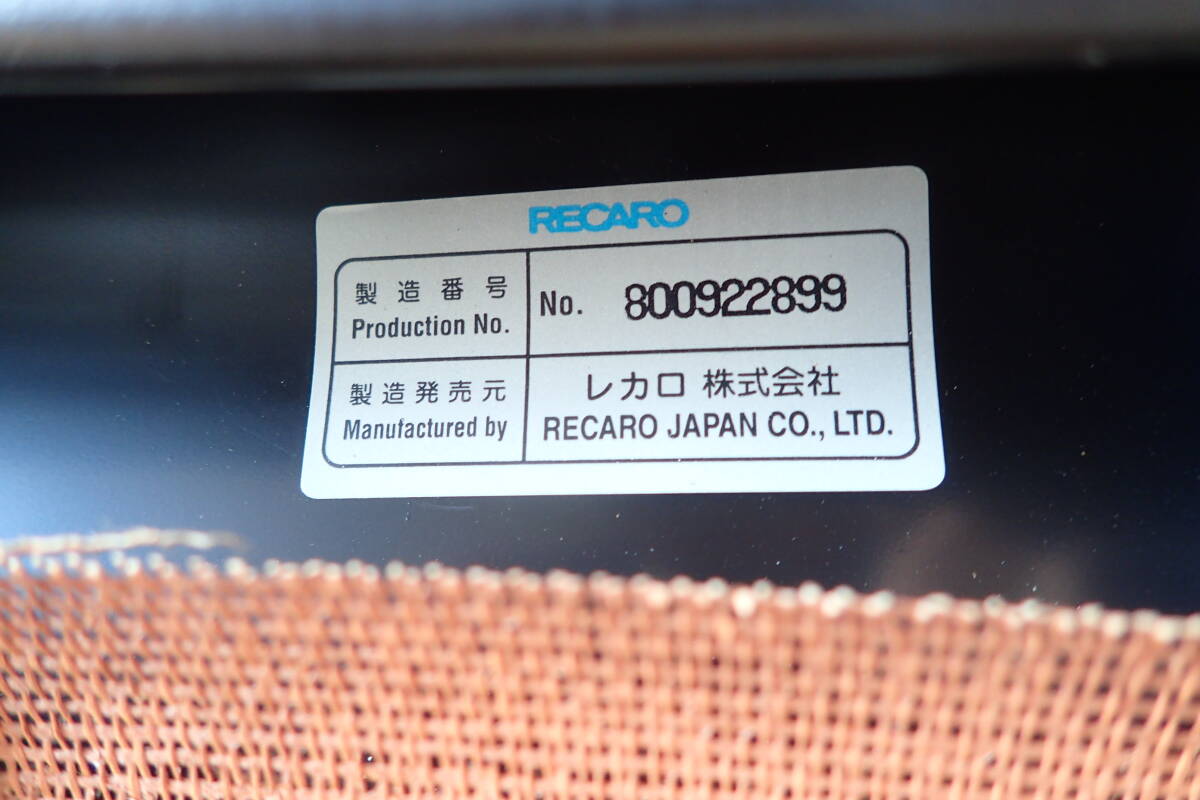 RECARO
製造番号
Production No.
No. 800922899
製造発売元
Manufactured by
レカロ 株式会社
RECARO JAPAN CO., LTD.